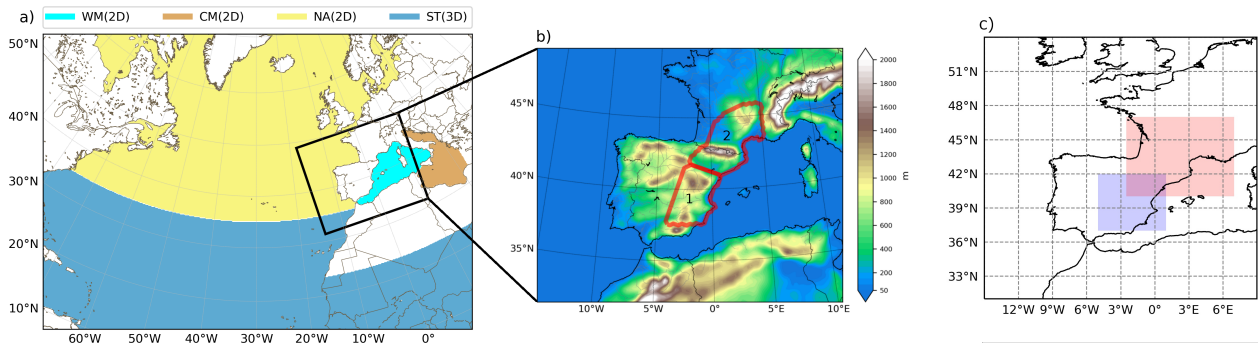 a)
WM(2D) CM(2D) NA(2D) ST(3D)
50°N
40°N
30°N
20°N
10°N
60°W 50°W 40°W 30°W 20°W 10°W 0°
b)
45°N
40°N
35°N
10°W 5°W 0°E 5°E 10°E
1
2
2000
1800
1600
1400
1200
1000
800
600
400
200
100
50
m
c)
51°N
48°N
45°N
42°N
39°N
36°N
33°N
12°W 9°W 6°W 3°W 0° 3°E 6°E